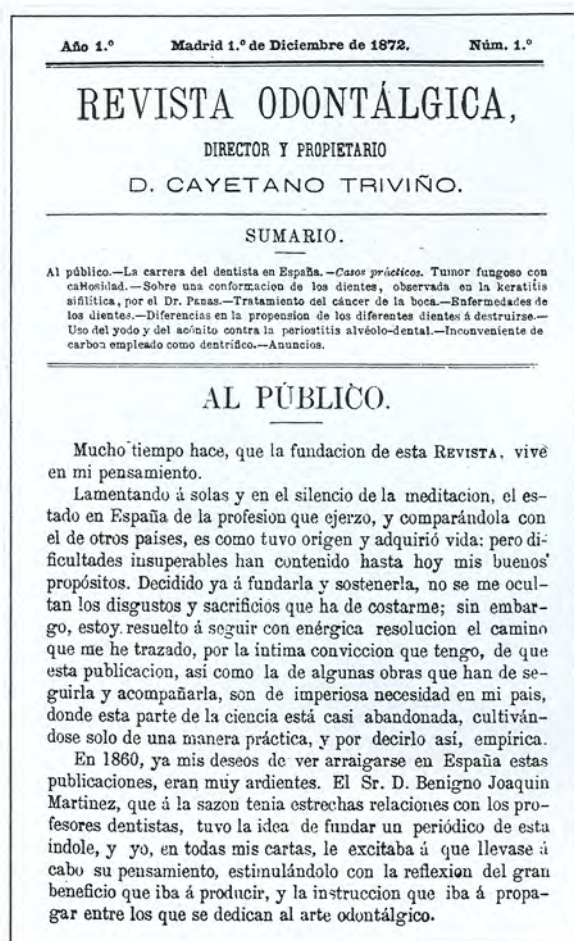 Año 1.º Madrid 1.º de Diciembre de 1872. Núm. 1.º
REVISTA ODONTÁLGICA,
DIRECTOR Y PROPIETARIO
D. CAYETANO TRIVIÑO.
SUMARIO.
Al público.—La carrera del dentista en España.—Casos prácticos. Tumor fungoso con
callosidad.—Sobre una conformacion de los dientes, observada en la keratitis
sifilítica, por el Dr. Panas.—Tratamiento del cáncer de la boca.—Enfermedades de
los dientes.—Diferencias en la propension de los diferentes dientes á destruirse.—
Uso del yodo y del acónito contra la periostitis alvéolo-dental.—Inconveniente de
carbon empleado como dentrífico.—Anuncios.
AL PÚBLICO.
Mucho tiempo hace, que la fundacion de esta REVISTA, vive
en mi pensamiento.
Lamentando á solas y en el silencio de la meditacion, el es-
tado en España de la profesion que ejerzo, y comparándola con
el de otros paises, es como tuvo origen y adquirió vida: pero di-
ficultades insuperables han contenido hasta hoy mis buenos
propósitos. Decidido ya á fundarla y sostenerla, no se me ocul-
tan los disgustos y sacrificios que ha de costarme; sin embar-
go, estoy resuelto á seguir con enérgica resolucion el camino
que me he trazado, por la íntima conviccion que tengo, de que
esta publicacion, asi como la de algunas obras que han de se-
guirla y acompañarla, son de imperiosa necesidad en mi pais,
donde esta parte de la ciencia está casi abandonada, cultiván-
dose solo de una manera práctica, y por decirlo así, empírica.
En 1860, ya mis deseos de ver arraigarse en España estas
publicaciones, eran muy ardientes. El Sr. D. Benigno Joaquin
Martinez, que á la sazon tenia estrechas relaciones con los pro-
fesores dentistas, tuvo la idea de fundar un periódico de esta
índole, y yo, en todas mis cartas, le excitaba á que llevase á
cabo su pensamiento, estimulándolo con la reflexion del gran
beneficio que iba á producir, y la instruccion que iba á propa-
gar entre los que se dedican al arte odontálgico.